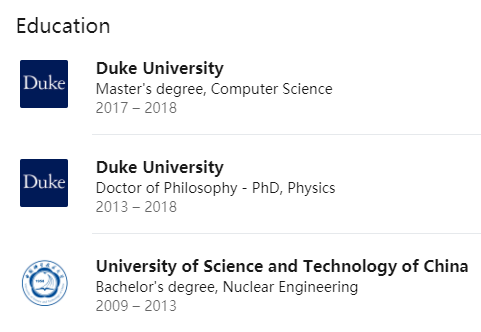 Education
Duke
Duke University
Master's degree, Computer Science
2017 – 2018
Duke
Duke University
Doctor of Philosophy - PhD, Physics
2013 – 2018
University of Science and Technology of China
Bachelor's degree, Nuclear Engineering
2009 – 2013